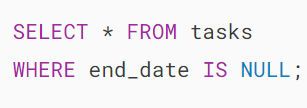 SELECT * FROM tasks
WHERE end_date IS NULL;